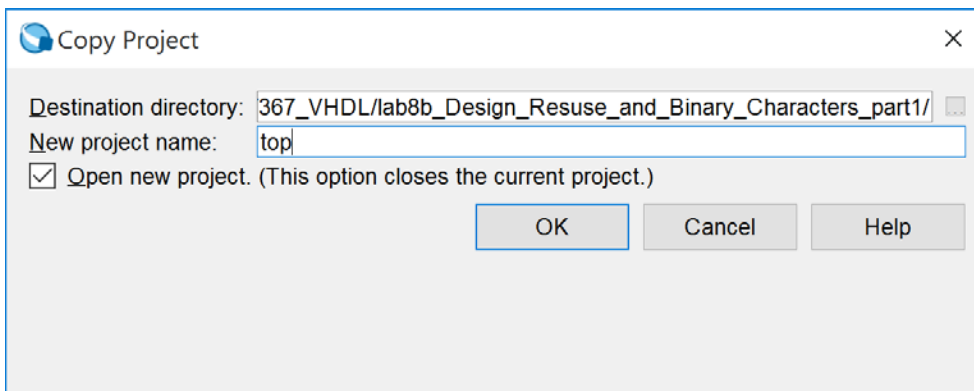 Copy Project
Destination directory: 367_VHDL/lab8b_Design_Resuse_and_Binary_Characters_part1/ ...
New project name: top
Open new project. (This option closes the current project.)
OK Cancel Help